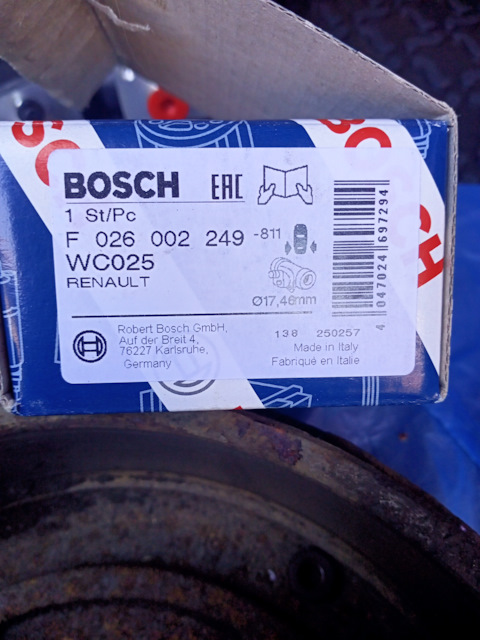 BOSCH EAC
1 St/Pc
F 026 002 249 -811
WC025
RENAULT
Ø17,46mm
Robert Bosch GmbH,
Auf der Breit 4,
76227 Karlsruhe,
Germany
138 250257
Made in Italy
Fabriqué en Italie
4 047024 697294